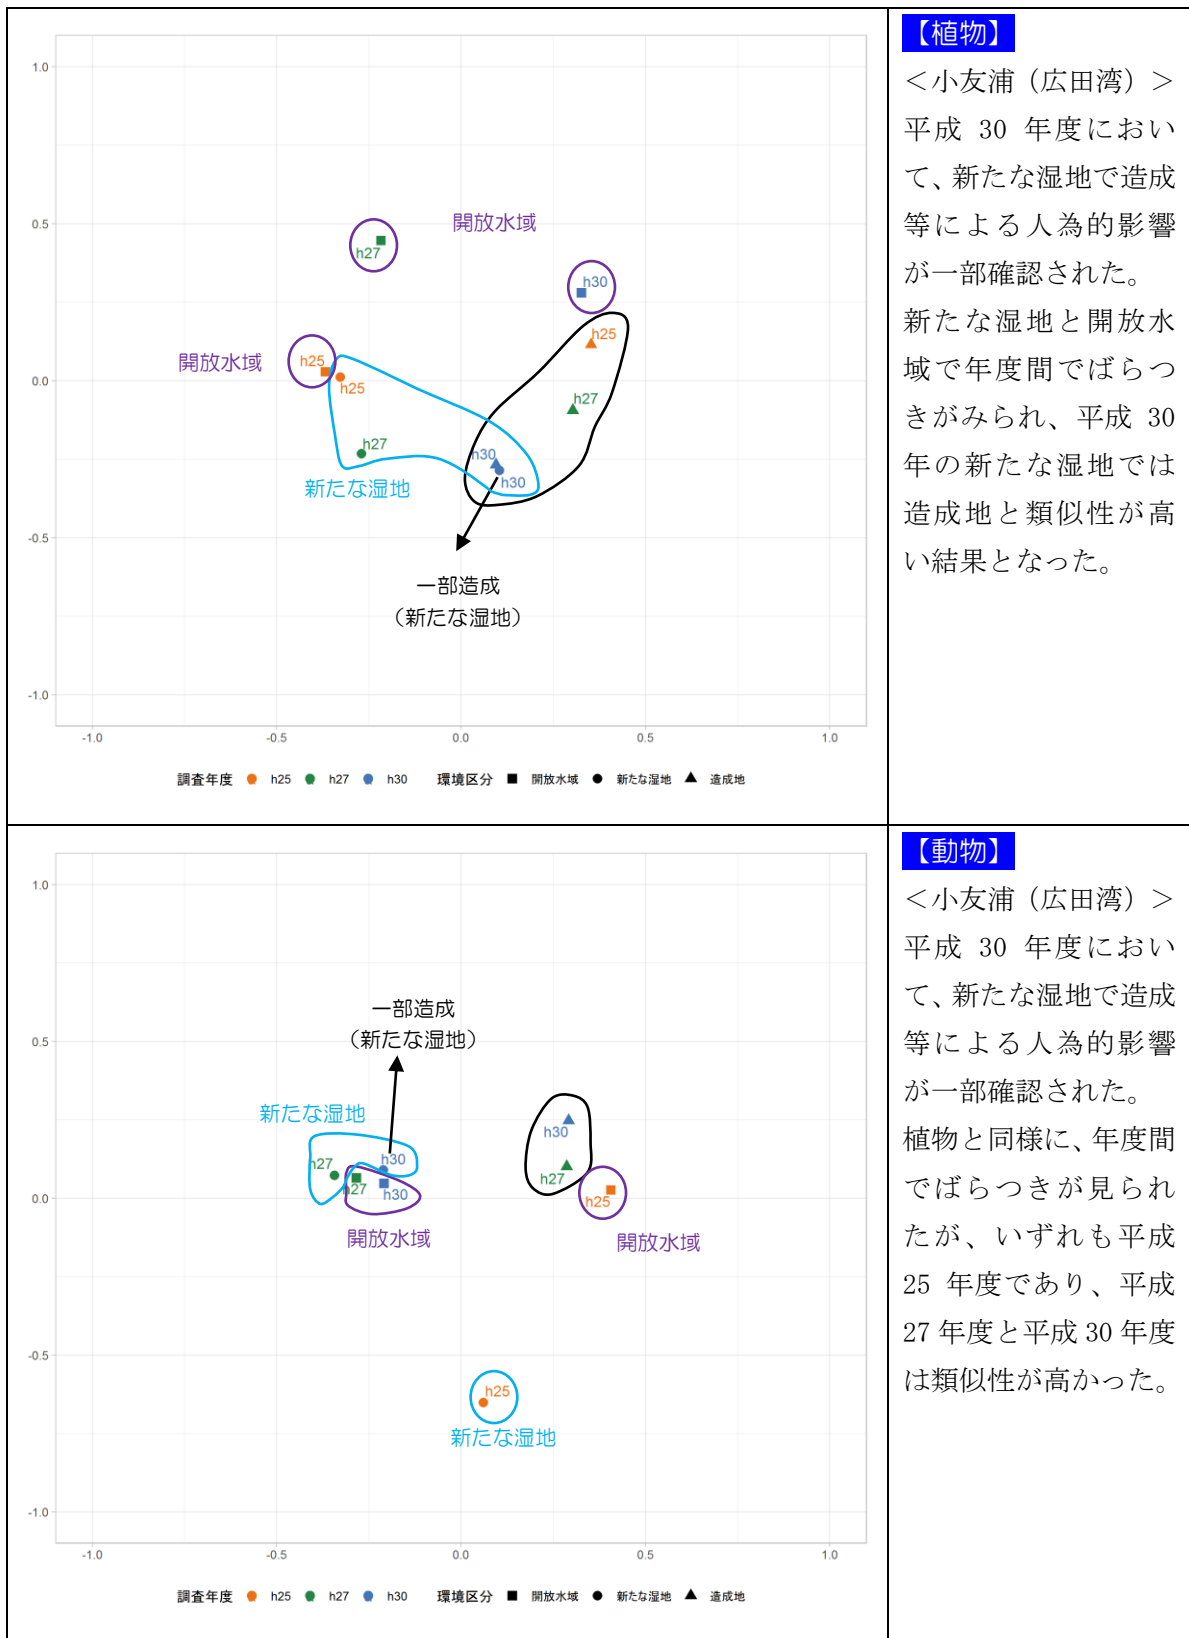 1.0
0.5
0.0
-0.5
-1.0
-1.0
-0.5
0.0
0.5
1.0
開放水域
h27
h30
開放水域
h25
h25
h25
h27
h27
h30
h30
新たな湿地
一部造成
（新たな湿地）
調査年度 h25 h27 h30 環境区分 開放水域 新たな湿地 造成地
【植物】
＜小友浦（広田湾）＞
平成 30 年度におい
て、新たな湿地で造成
等による人為的影響
が一部確認された。
新たな湿地と開放水
域で年度間でばらつ
きがみられ、平成 30
年の新たな湿地では
造成地と類似性が高
い結果となった。
1.0
0.5
0.0
-0.5
-1.0
-1.0
-0.5
0.0
0.5
1.0
一部造成
（新たな湿地）
新たな湿地
h27
h30
h27
h30
開放水域
h30
h27
h25
開放水域
h25
新たな湿地
調査年度 h25 h27 h30 環境区分 開放水域 新たな湿地 造成地
【動物】
＜小友浦（広田湾）＞
平成 30 年度におい
て、新たな湿地で造成
等による人為的影響
が一部確認された。
植物と同様に、年度間
でばらつきが見られ
たが、いずれも平成
25 年度であり、平成
27 年度と平成 30 年度
は類似性が高かった。